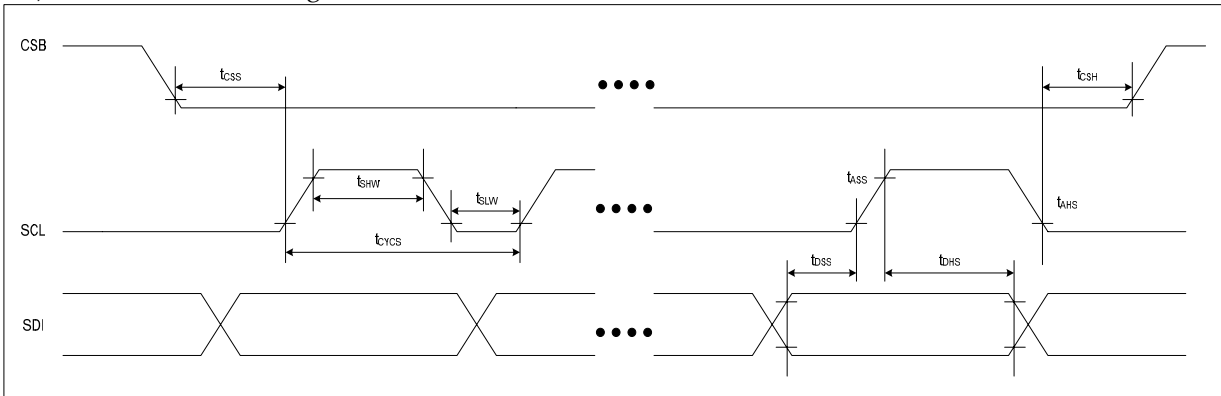 CSB
tCSS
tCSH
tSHW
tSLW
tASS
tAHS
SCL
tCYCS
tDSS
tDHS
SDI